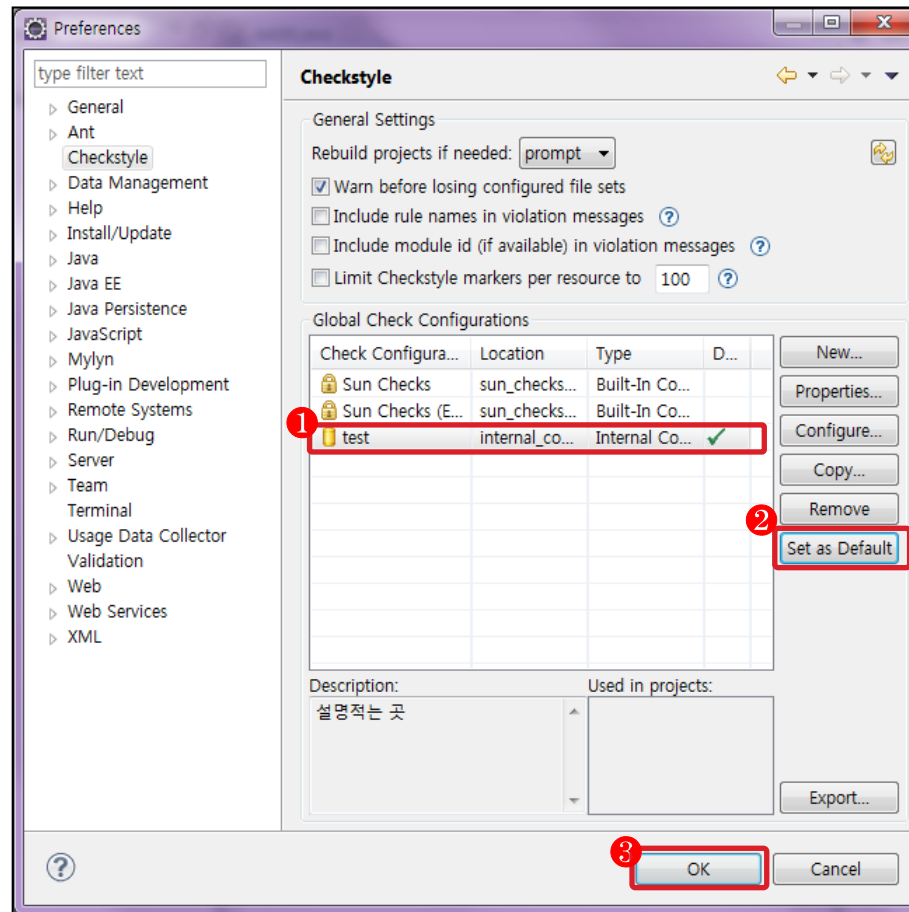 Preferences
type filter text
General
Ant
Checkstyle
Data Management
Help
Install/Update
Java
Java EE
Java Persistence
JavaScript
Mylyn
Plug-in Development
Remote Systems
Run/Debug
Server
Team
Terminal
Usage Data Collector
Validation
Web
Web Services
XML
Checkstyle
General Settings
Rebuild projects if needed: prompt
Warn before losing configured file sets
Include rule names in violation messages ?
Include module id (if available) in violation messages ?
Limit Checkstyle markers per resource to 100 ?
Global Check Configurations
Check Configura... Location Type D...
Sun Checks sun_checks... Built-In Co...
Sun Checks (E... sun_checks... Built-In Co...
1 test internal_co... Internal Co...
New...
Properties...
Configure...
Copy...
Remove
2 Set as Default
Description: Used in projects:
설명적는 곳
Export...
? 3 OK Cancel